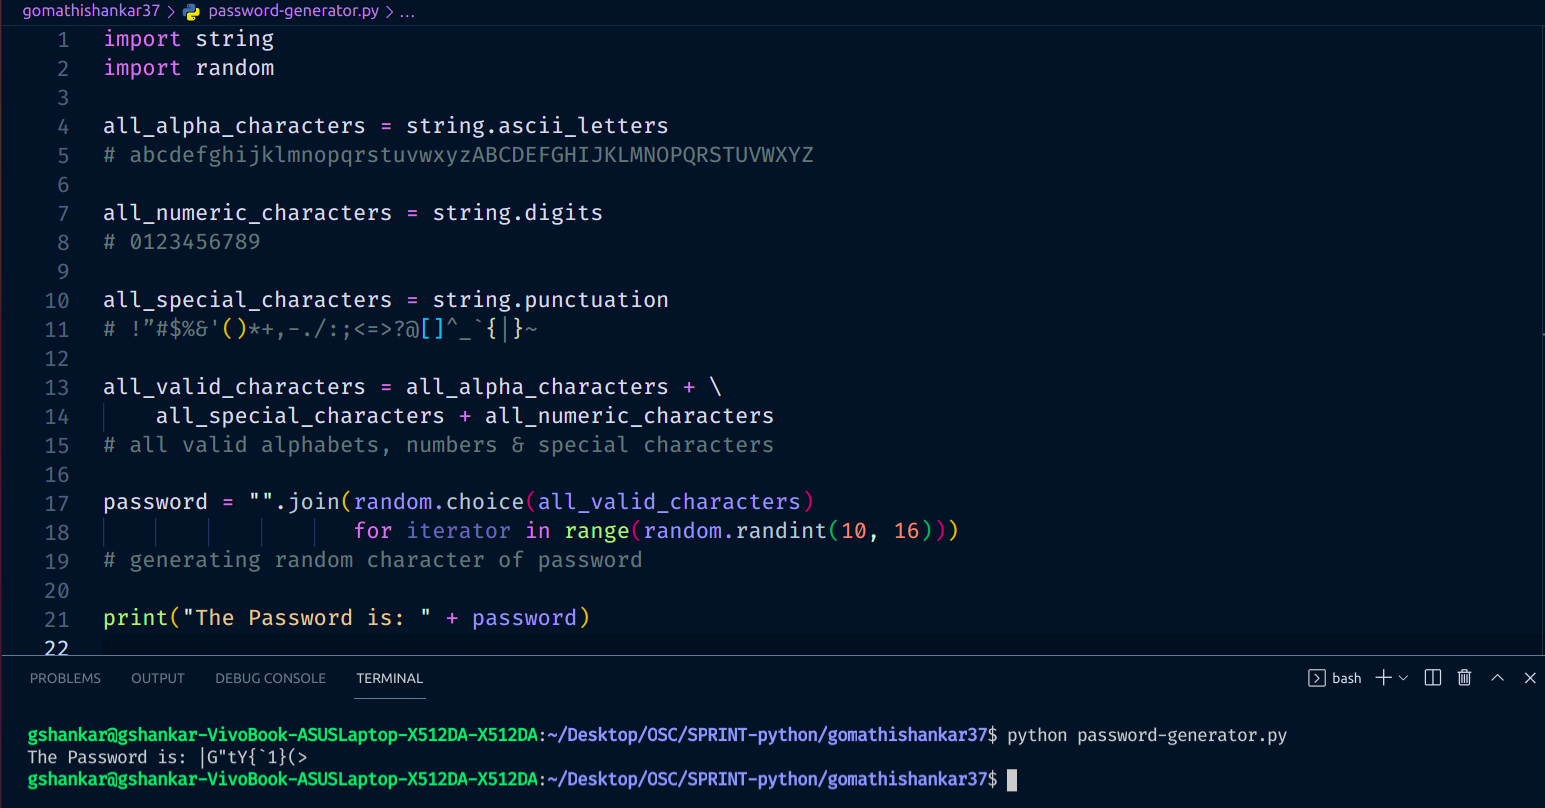 gomathishankar37 > password-generator.py > ...
1 import string
2 import random
3
4 all_alpha_characters = string.ascii_letters
5 # abcdefghijklmnopqrstuvwxyzABCDEFGHIJKLMNOPQRSTUVWXYZ
6
7 all_numeric_characters = string.digits
8 # 0123456789
9
10 all_special_characters = string.punctuation
11 # !”#$%&'()*+,-./:;<=>?@[]^_`{|}~
12
13 all_valid_characters = all_alpha_characters + \
14     all_special_characters + all_numeric_characters
15 # all valid alphabets, numbers & special characters
16
17 password = "".join(random.choice(all_valid_characters)
18                    for iterator in range(random.randint(10, 16)))
19 # generating random character of password
20
21 print("The Password is: " + password)
22
PROBLEMS OUTPUT DEBUG CONSOLE TERMINAL bash
gshankar@gshankar-VivoBook-ASUSLaptop-X512DA-X512DA:~/Desktop/OSC/SPRINT-python/gomathishankar37$ python password-generator.py
The Password is: |G"tY{`1}(>
gshankar@gshankar-VivoBook-ASUSLaptop-X512DA-X512DA:~/Desktop/OSC/SPRINT-python/gomathishankar37$